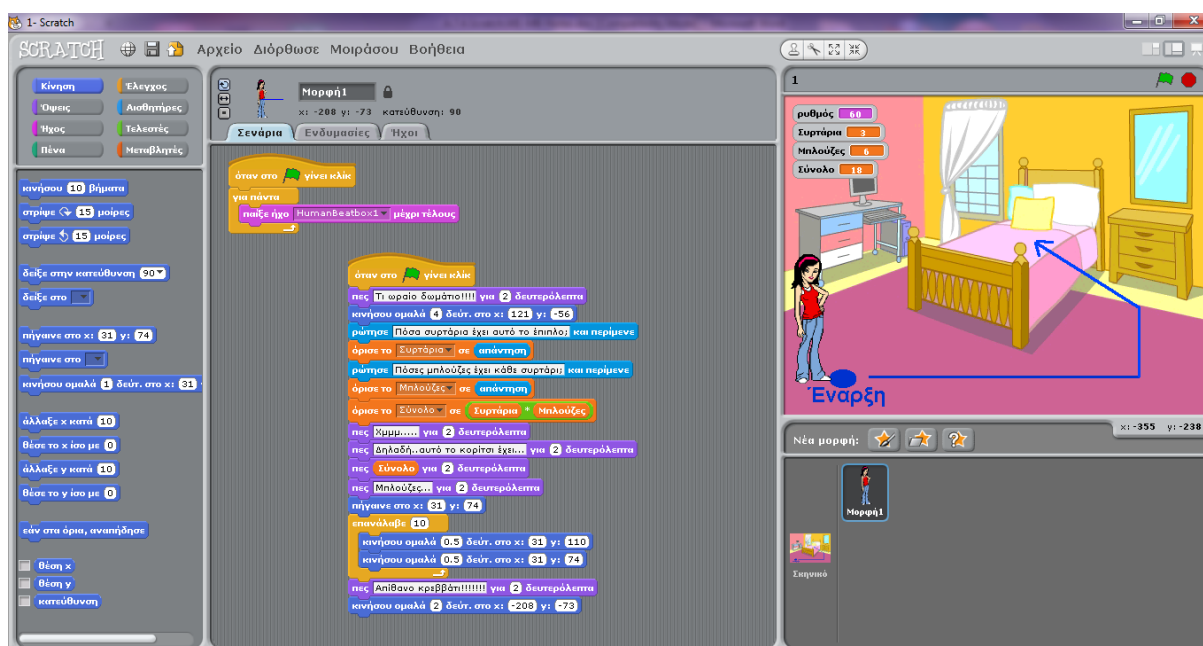 1- Scratch
SCRATCH Αρχείο Διόρθωσε Μοιράσου Βοήθεια
Κίνηση Έλεγχος
Όψεις Αισθητήρες
Ήχος Τελεστές
Πένα Μεταβλητές
κινήσου 10 βήματα
στρίψε 15 μοίρες
στρίψε 15 μοίρες
δείξε στην κατεύθυνση 90
δείξε στο
πήγαινε στο x: 31 y: 74
πήγαινε στο
κινήσου ομαλά 1 δεύτ. στο x: 31
άλλαξε x κατά 10
θέσε το x ίσο με 0
άλλαξε y κατά 10
θέσε το y ίσο με 0
εάν στα όρια, αναπήδησε
θέση x
θέση y
κατεύθυνση
Μορφή1
x: -208 y: -73 κατεύθυνση: 90
Σενάρια Ενδυμασίες Ήχοι
όταν στο γίνει κλίκ
για πάντα
παίξε ήχο HumanBeatbox1 μέχρι τέλους
όταν στο γίνει κλίκ
πες Τι ωραίο δωμάτιο!!!! για 2 δευτερόλεπτα
κινήσου ομαλά 4 δεύτ. στο x: 121 y: -56
ρώτησε Πόσα συρτάρια έχει αυτό το έπιπλο; και περίμενε
όρισε το Συρτάρια σε απάντηση
ρώτησε Πόσες μπλούζες έχει κάθε συρτάρι; και περίμενε
όρισε το Μπλούζες σε απάντηση
όρισε το Σύνολο σε Συρτάρια * Μπλούζες
πες Χμμμ..... για 2 δευτερόλεπτα
πες Δηλαδή..αυτό το κορίτσι έχει... για 2 δευτερόλεπτα
πες Σύνολο για 2 δευτερόλεπτα
πες Μπλούζες... για 2 δευτερόλεπτα
πήγαινε στο x: 31 y: 74
επανάλαβε 10
κινήσου ομαλά 0.5 δεύτ. στο x: 31 y: 110
κινήσου ομαλά 0.5 δεύτ. στο x: 31 y: 74
πες Απίθανο κρεββάτι!!!!!!! για 2 δευτερόλεπτα
κινήσου ομαλά 2 δεύτ. στο x: -208 y: -73
1
ρυθμός 60
Συρτάρια 3
Μπλούζες 6
Σύνολο 18
Έναρξη
x: -355 y: -238
Νέα μορφή:
Μορφή1
Σκηνικό